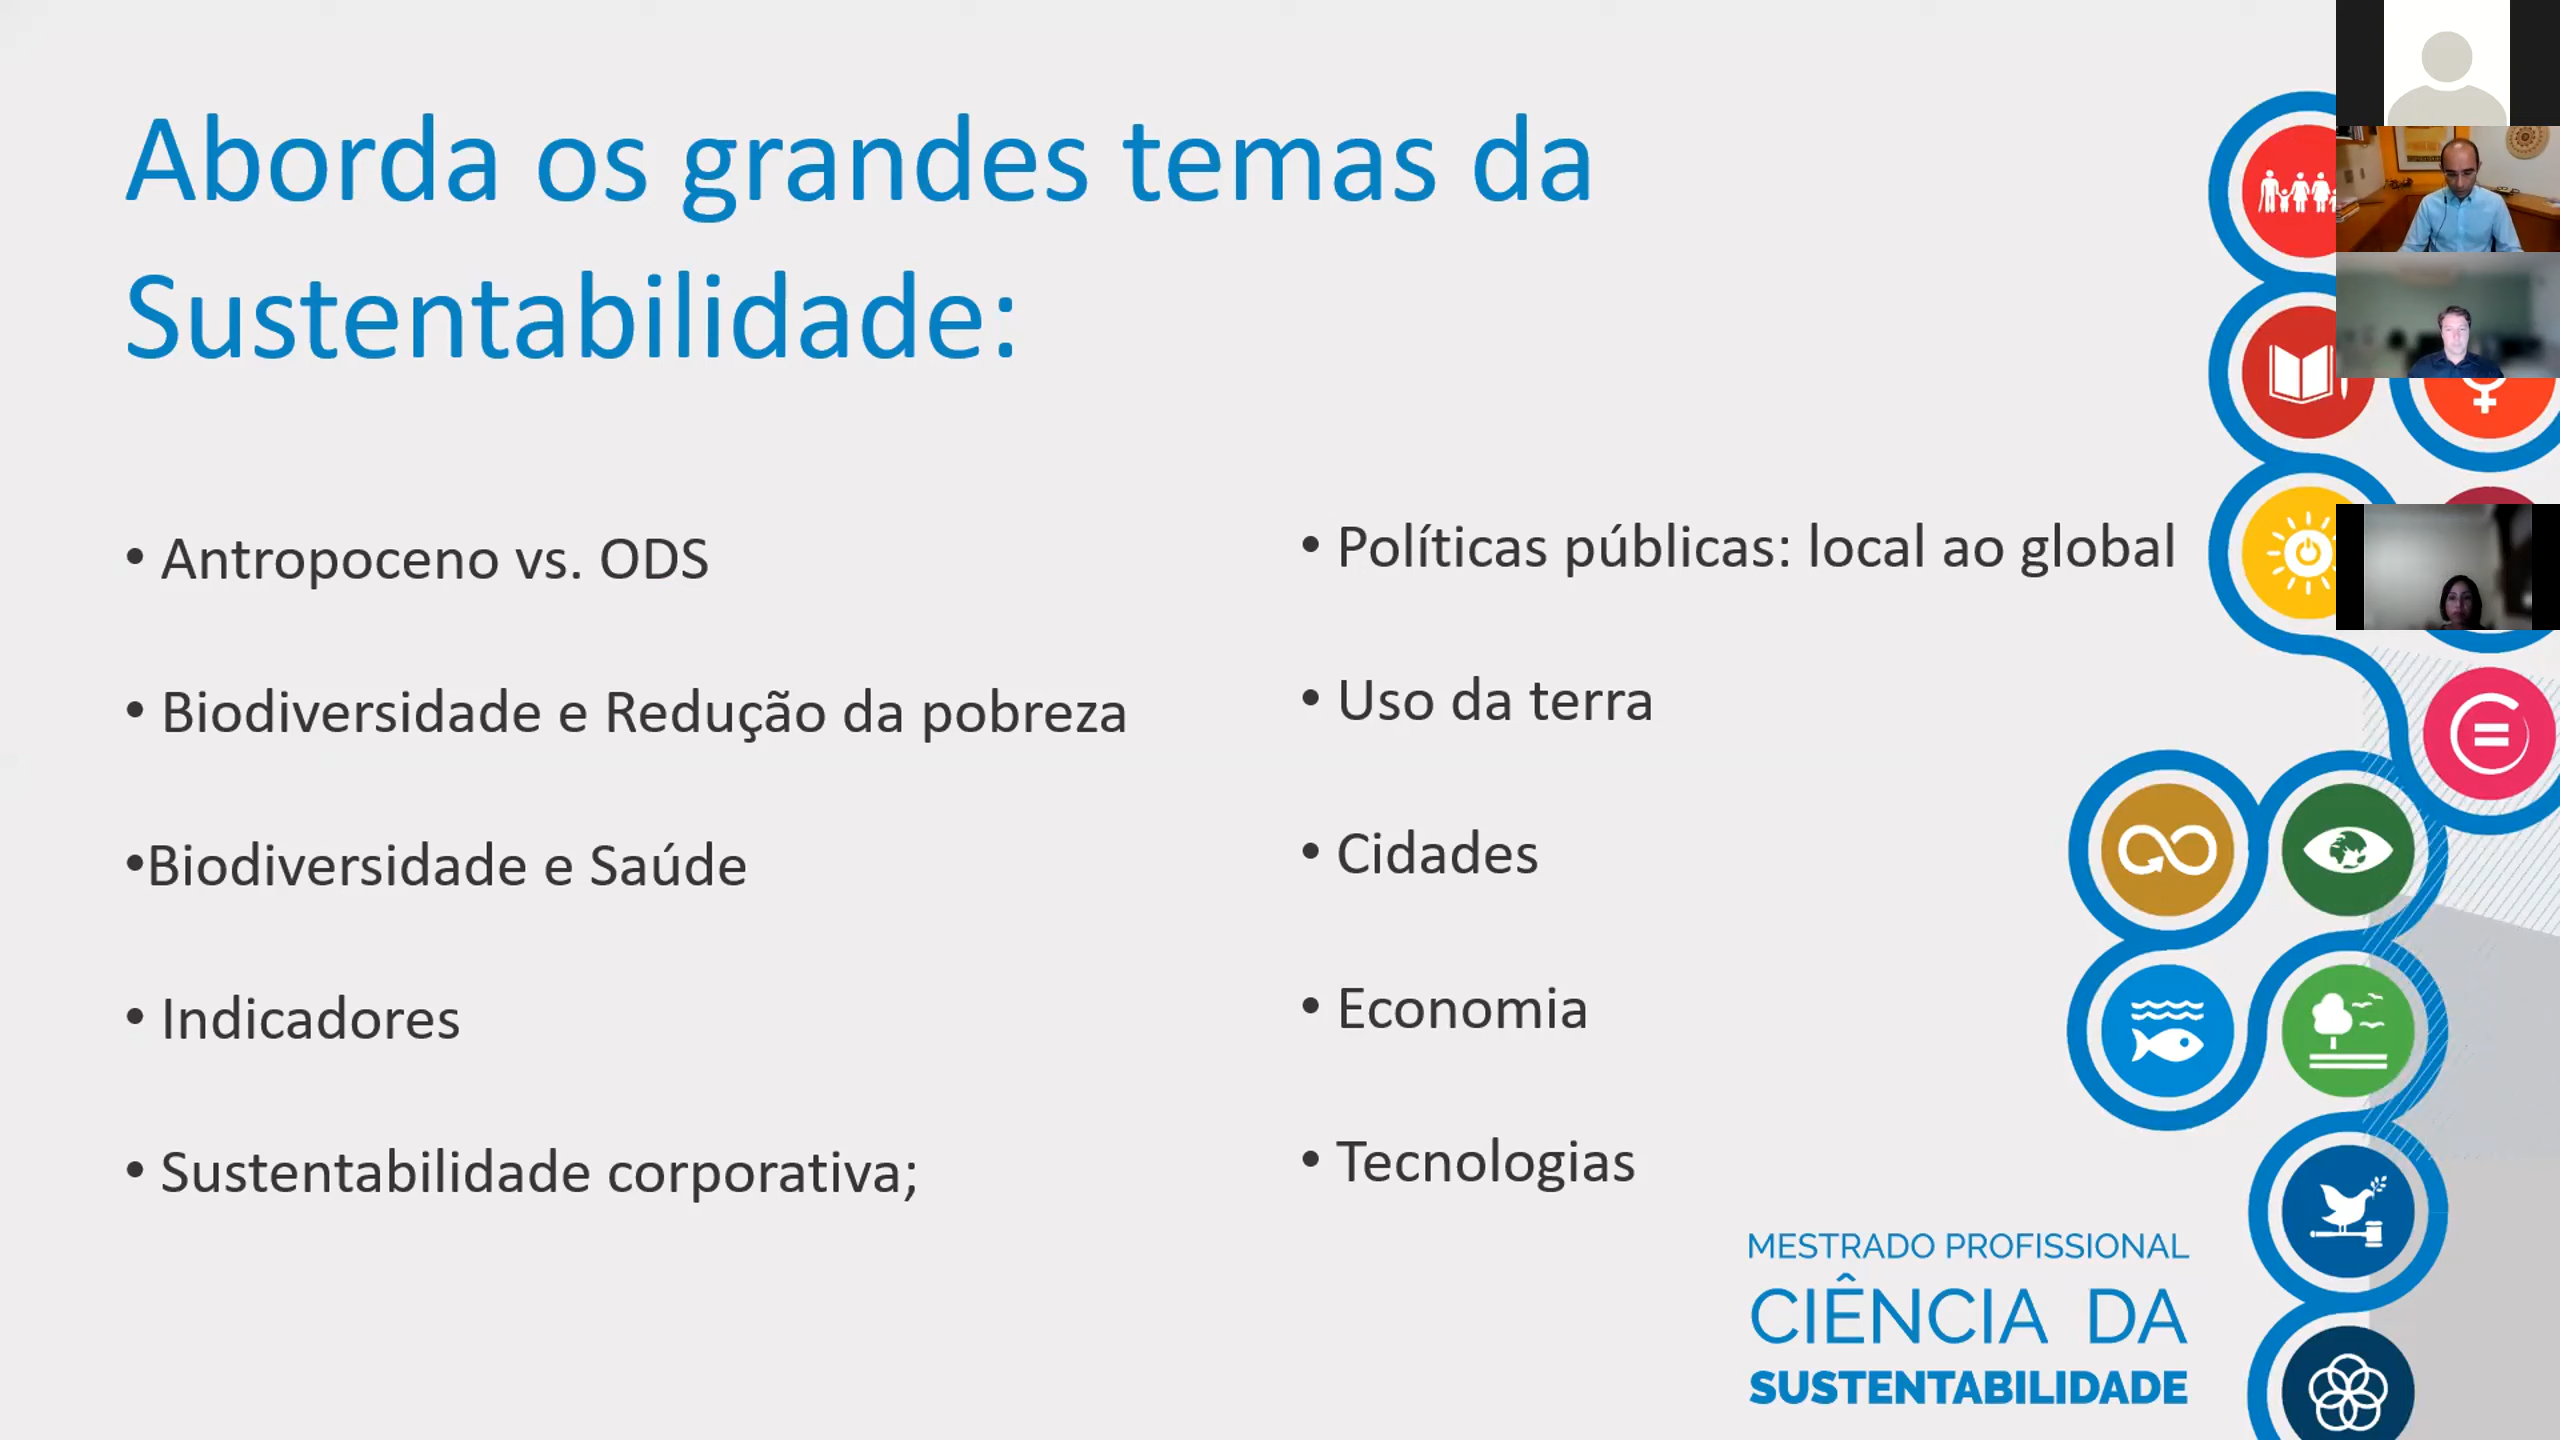 Aborda os grandes temas da
Sustentabilidade:
• Antropoceno vs. ODS
• Biodiversidade e Redução da pobreza
•Biodiversidade e Saúde
• Indicadores
• Sustentabilidade corporativa;
• Políticas públicas: local ao global
• Uso da terra
• Cidades
• Economia
• Tecnologias
MESTRADO PROFISSIONAL
CIÊNCIA DA
SUSTENTABILIDADE